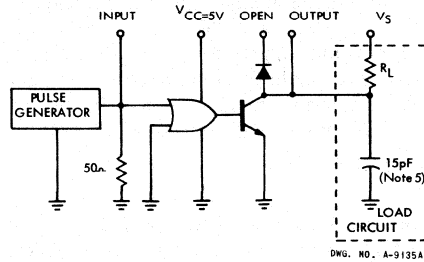 INPUT
VCC=5V
OPEN
OUTPUT
VS
PULSE
GENERATOR
50Ω
RL
15pF
(Note 5)
LOAD
CIRCUIT
DWG. NO. A-9135A